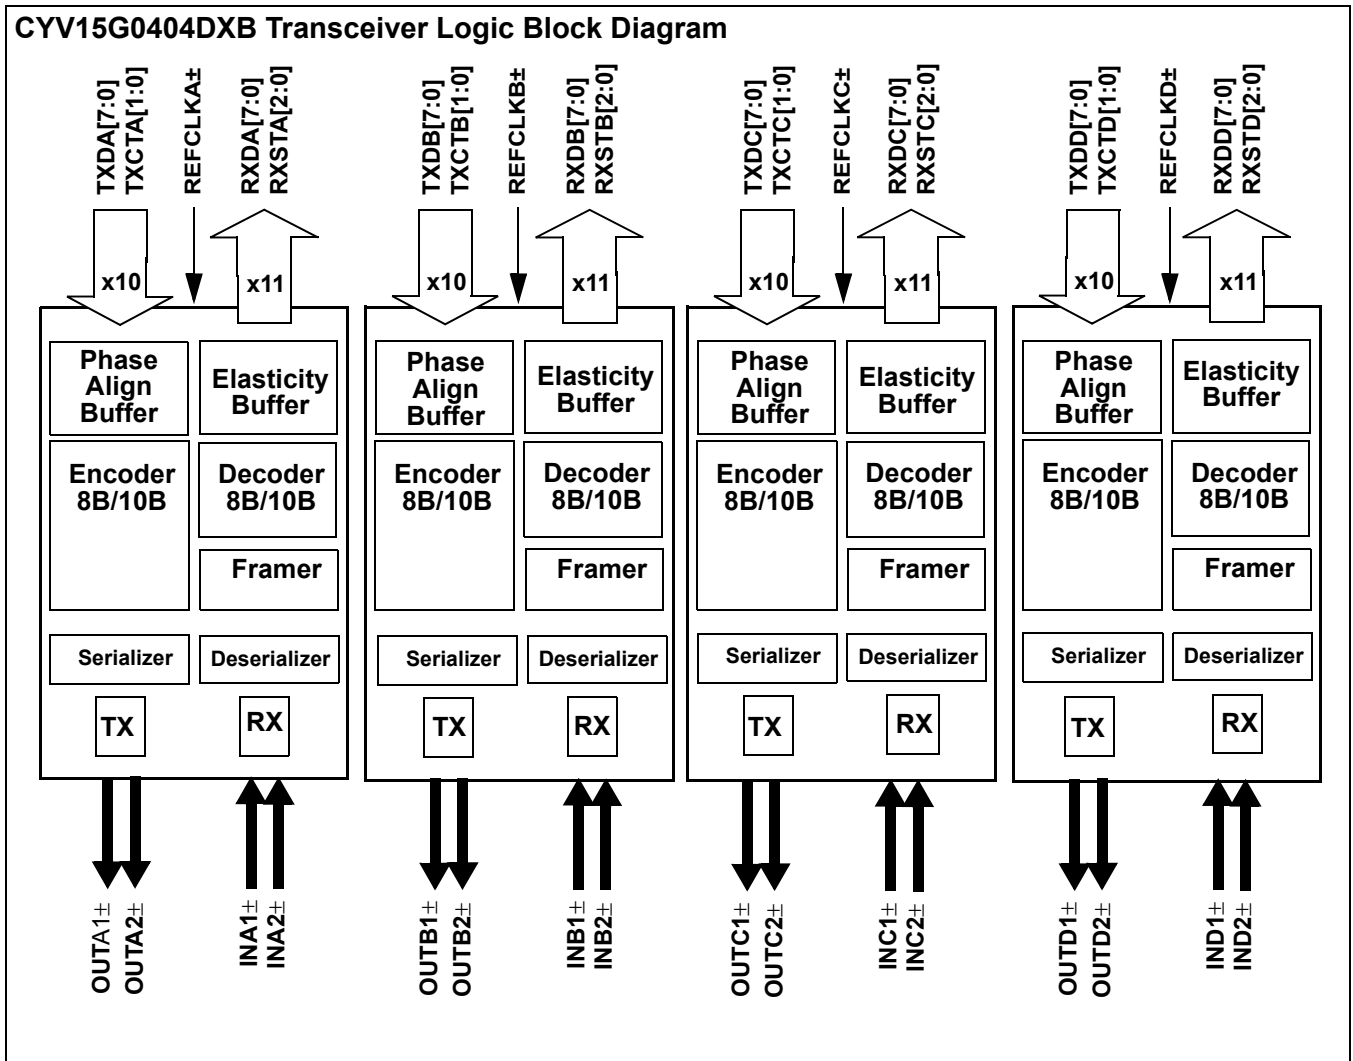 CYV15G0404DXB Transceiver Logic Block Diagram
TXDA[7:0]
TXCTA[1:0]
REFCLKA±
RXDA[7:0]
RXSTA[2:0]
TXDB[7:0]
TXCTB[1:0]
REFCLKB±
RXDB[7:0]
RXSTB[2:0]
TXDC[7:0]
TXCTC[1:0]
REFCLKC±
RXDC[7:0]
RXSTC[2:0]
TXDD[7:0]
TXCTD[1:0]
REFCLKD±
RXDD[7:0]
RXSTD[2:0]
x10
x11
x10
x11
x10
x11
x10
x11
Phase
Align
Buffer
Elasticity
Buffer
Phase
Align
Buffer
Elasticity
Buffer
Phase
Align
Buffer
Elasticity
Buffer
Phase
Align
Buffer
Elasticity
Buffer
Encoder
8B/10B
Decoder
8B/10B
Encoder
8B/10B
Decoder
8B/10B
Encoder
8B/10B
Decoder
8B/10B
Encoder
8B/10B
Decoder
8B/10B
Framer
Framer
Framer
Framer
Serializer
Deserializer
Serializer
Deserializer
Serializer
Deserializer
Serializer
Deserializer
TX
RX
TX
RX
TX
RX
TX
RX
OUTA1±
OUTA2±
INA1±
INA2±
OUTB1±
OUTB2±
INB1±
INB2±
OUTC1±
OUTC2±
INC1±
INC2±
OUTD1±
OUTD2±
IND1±
IND2±